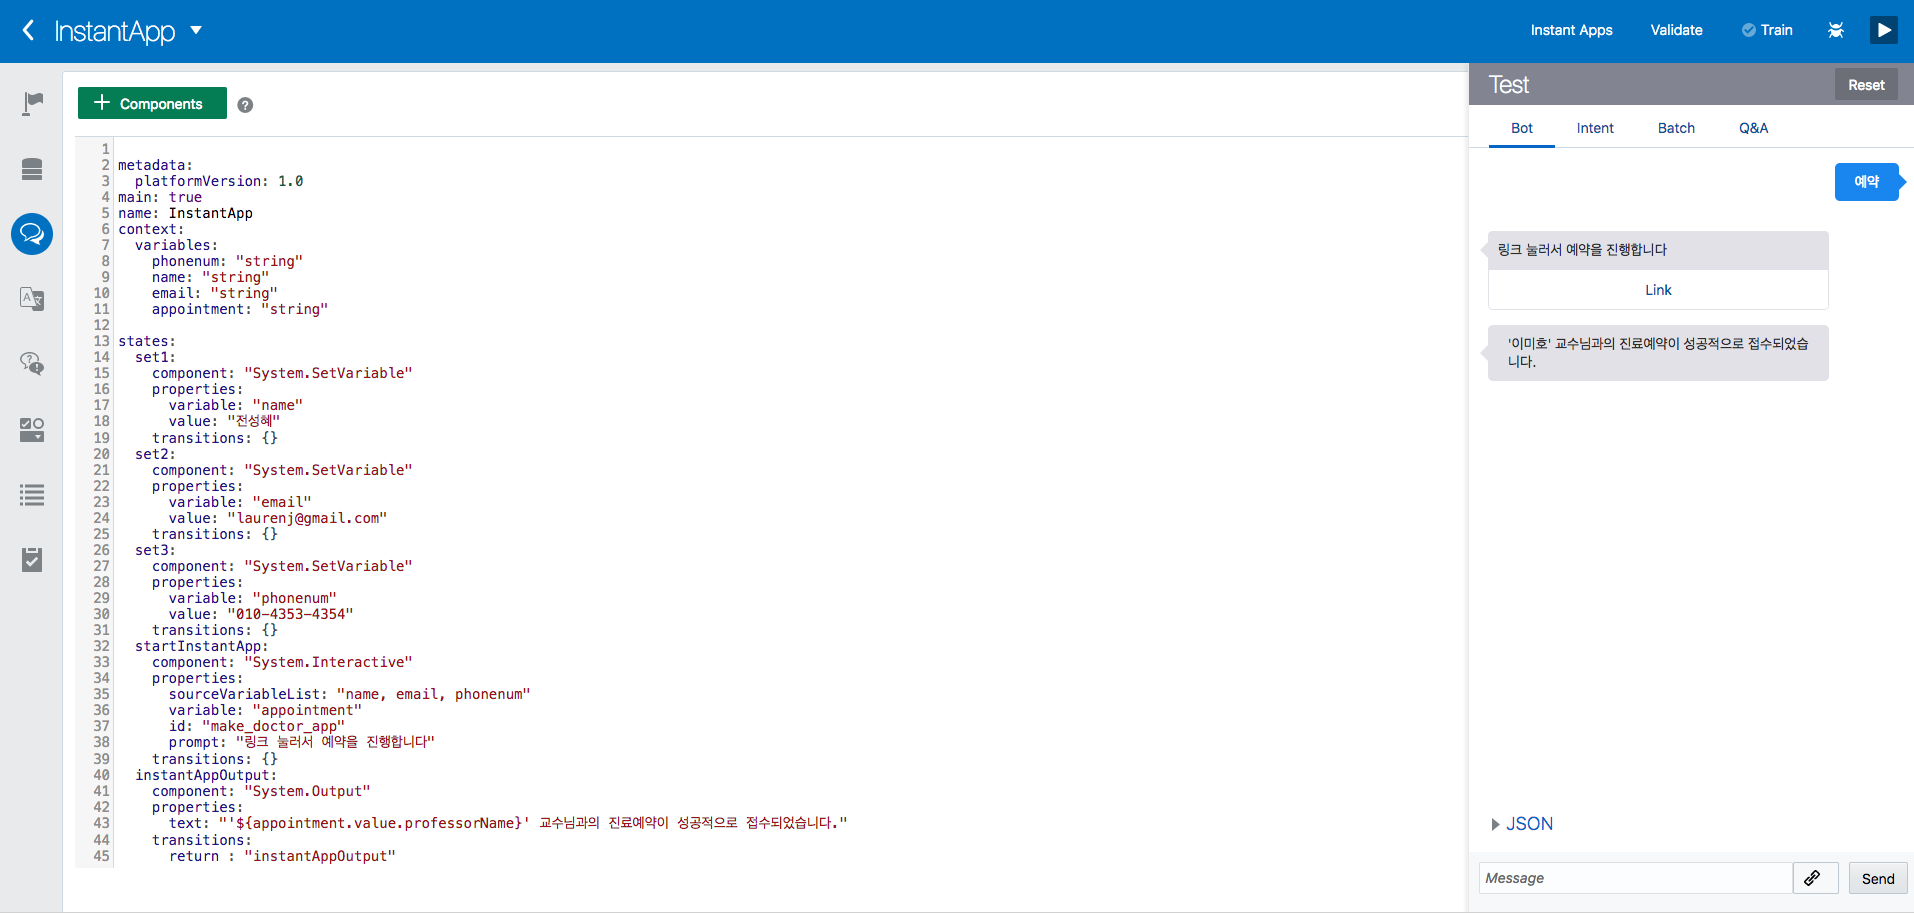 InstantApp
Instant Apps
Validate
Train
+ Components
?
1
2 metadata:
3   platformVersion: 1.0
4 main: true
5 name: InstantApp
6 context:
7   variables:
8     phonenum: "string"
9     name: "string"
10     email: "string"
11     appointment: "string"
12
13 states:
14   set1:
15     component: "System.SetVariable"
16     properties:
17       variable: "name"
18       value: "전성혜"
19     transitions: {}
20   set2:
21     component: "System.SetVariable"
22     properties:
23       variable: "email"
24       value: "laurenj@gmail.com"
25     transitions: {}
26   set3:
27     component: "System.SetVariable"
28     properties:
29       variable: "phonenum"
30       value: "010-4353-4354"
31     transitions: {}
32   startInstantApp:
33     component: "System.Interactive"
34     properties:
35       sourceVariableList: "name, email, phonenum"
36       variable: "appointment"
37       id: "make_doctor_app"
38       prompt: "링크 눌러서 예약을 진행합니다"
39     transitions: {}
40   instantAppOutput:
41     component: "System.Output"
42     properties:
43       text: "'${appointment.value.professorName}' 교수님과의 진료예약이 성공적으로 접수되었습니다."
44     transitions:
45       return : "instantAppOutput"
Test
Reset
Bot
Intent
Batch
Q&A
예약
링크 눌러서 예약을 진행합니다
Link
'이미호' 교수님과의 진료예약이 성공적으로 접수되었습
니다.
JSON
Message
Send